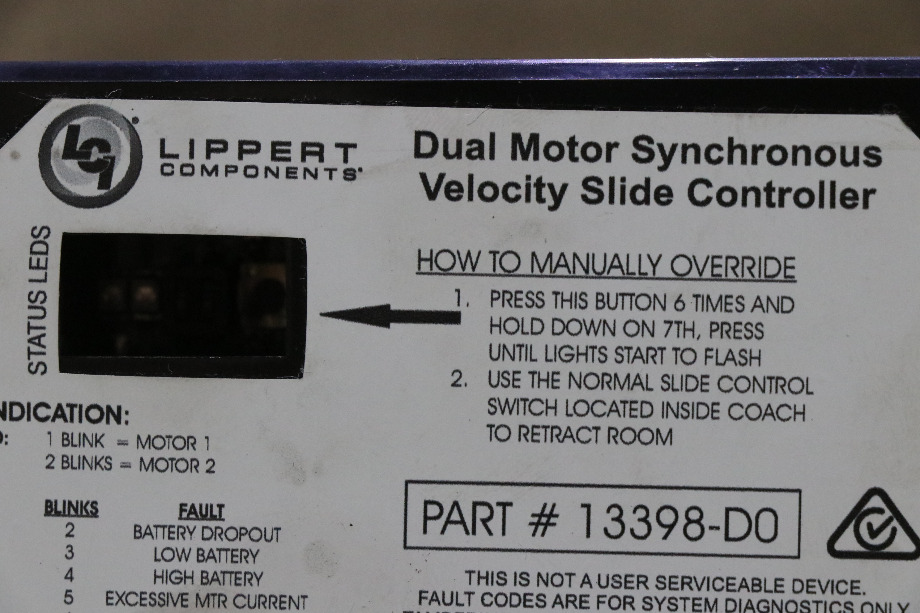 LCI LIPPERT
COMPONENTS
Dual Motor Synchronous
Velocity Slide Controller
STATUS LEDS
HOW TO MANUALLY OVERRIDE
1. PRESS THIS BUTTON 6 TIMES AND
HOLD DOWN ON 7TH, PRESS
UNTIL LIGHTS START TO FLASH
2. USE THE NORMAL SLIDE CONTROL
SWITCH LOCATED INSIDE COACH
TO RETRACT ROOM
NDICATION:
1 BLINK = MOTOR 1
2 BLINKS = MOTOR 2
BLINKS FAULT
2 BATTERY DROPOUT
3 LOW BATTERY
4 HIGH BATTERY
5 EXCESSIVE MTR CURRENT
PART # 13398-D0
THIS IS NOT A USER SERVICEABLE DEVICE.
FAULT CODES ARE FOR SYSTEM DIAGNOSTICS ONLY